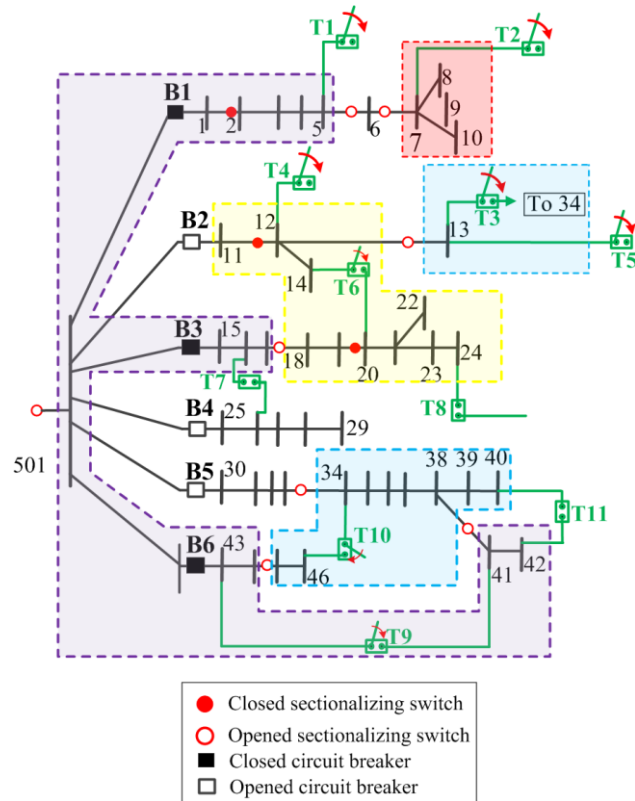 T1
T2
B1
8
9
1
2
5
6
7
10
T4
T3
To 34
B2
12
13
11
T5
14
T6
22
B3
15
18
20
23
24
T7
T8
B4
25
29
501
B5
30
34
38
39
40
T10
T11
B6
43
46
41
42
T9
Closed sectionalizing switch
Opened sectionalizing switch
Closed circuit breaker
Opened circuit breaker